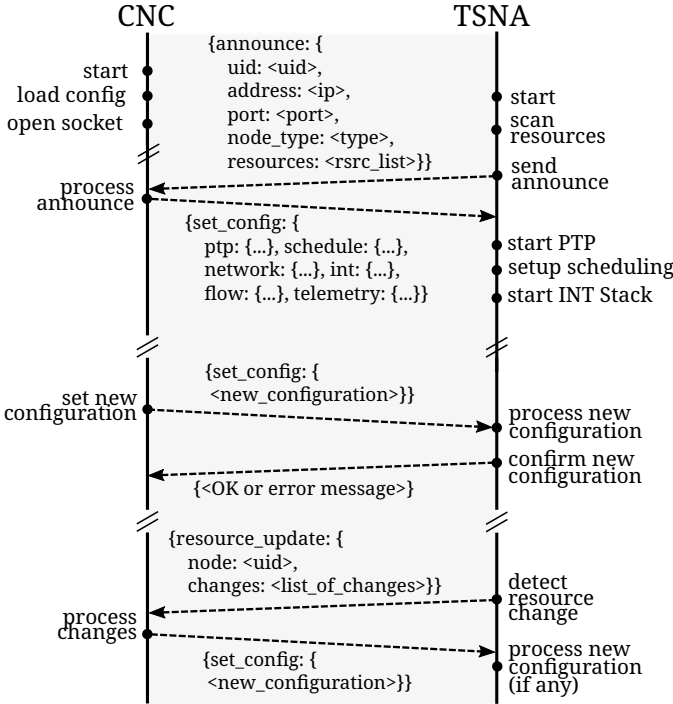 CNC
TSNA
{announce: {
uid: <uid>,
address: <ip>,
port: <port>,
node_type: <type>,
resources: <rsrc_list>}}
start
load config
open socket
start
scan
resources
send
announce
process
announce
{set_config: {
ptp: {...}, schedule: {...},
network: {...}, int: {...},
flow: {...}, telemetry: {...}}
start PTP
setup scheduling
start INT Stack
{set_config: {
<new_configuration>}}
set new
configuration
process new
configuration
confirm new
configuration
{<OK or error message>}
{resource_update: {
node: <uid>,
changes: <list_of_changes>}}
detect
resource
change
process
changes
process new
configuration
(if any)
{set_config: {
<new_configuration>}}